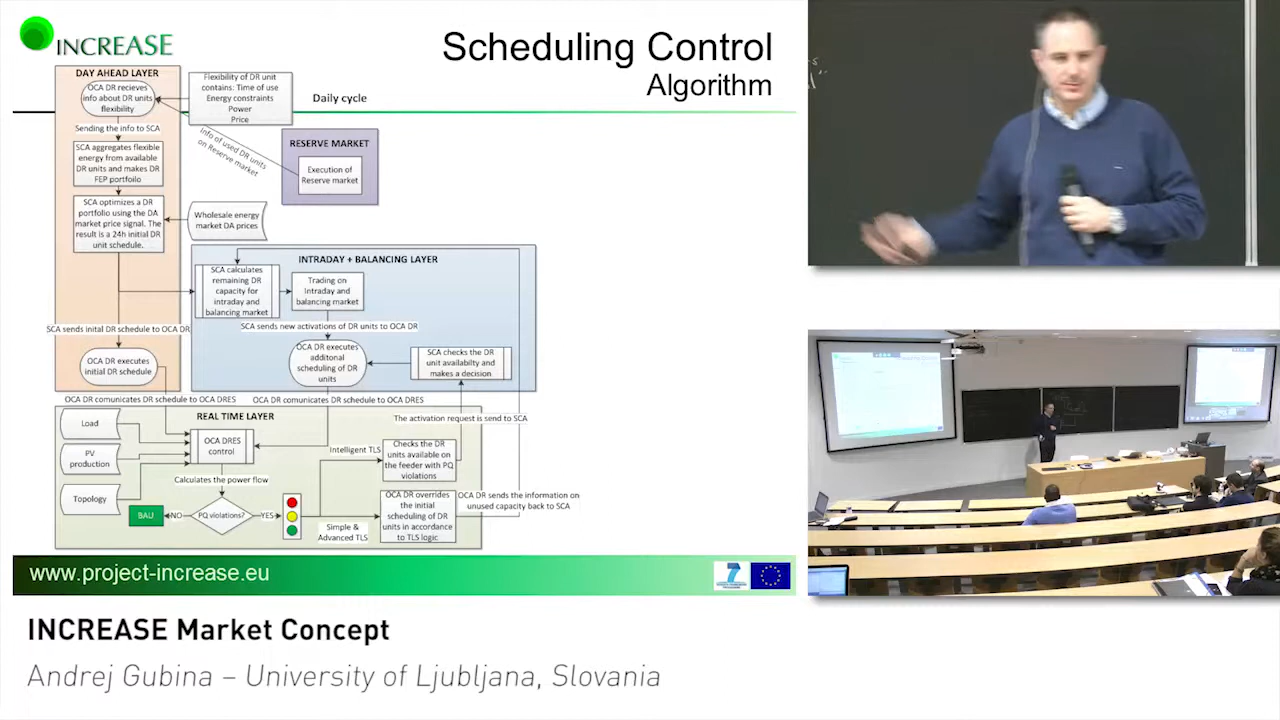 INCREASE
Scheduling Control
Algorithm
DAY AHEAD LAYER
OCA DR recieves
info about DR units
flexibility
Flexibility of DR unit
contains: Time of use
Energy constraints
Power
Price
Daily cycle
Sending the info to SCA
Info of used DR units
on Reserve market
RESERVE MARKET
Execution of
Reserve market
SCA aggregates flexible
energy from available
DR units and makes DR
FEP portfoilo
SCA optimizes a DR
portfolio using the DA
market price signal. The
result is a 24h initial DR
unit schedule.
Wholesale energy
market DA prices
INTRADAY + BALANCING LAYER
SCA calculates
remaining DR
capacity for
intraday and
balancing market
Trading on
Intraday and
balancing market
SCA sends inital DR schedule to OCA DR
SCA sends new activations of DR units to OCA DR
OCA DR executes
initial DR schedule
OCA DR executes
additonal
scheduling of DR
units
SCA checks the DR
unit availabilty and
makes a decision
OCA DR comunicates DR schedule to OCA DRES
OCA DR comunicates DR schedule to OCA DRES
REAL TIME LAYER
The activation request is send to SCA
Load
PV
production
Topology
OCA DRES
control
Calculates the power flow
Intelligent TLS
Checks the DR
units available on
the feeder with PQ
violations
BAU
NO
PQ violations?
YES
Simple &
Advanced TLS
OCA DR overrides
the initial
scheduling of DR
units in accordance
to TLS logic
OCA DR sends the information on
unused capacity back to SCA
www.project-increase.eu
INCREASE Market Concept
Andrej Gubina – University of Ljubljana, Slovania